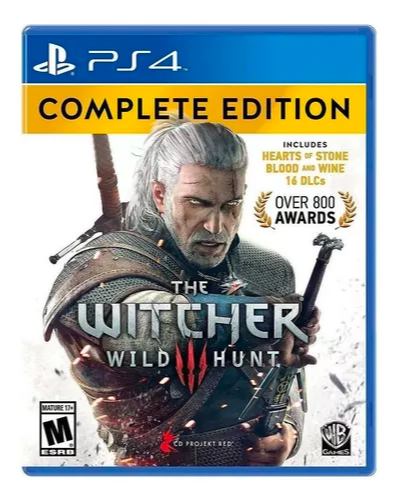 PS4
COMPLETE EDITION
INCLUDES
HEARTS OF STONE
BLOOD AND WINE
16 DLCs
OVER 800
AWARDS
THE
WITCHER
WILD III HUNT
MATURE 17+
M
ESRB
CD PROJEKT RED
WB
GAMES